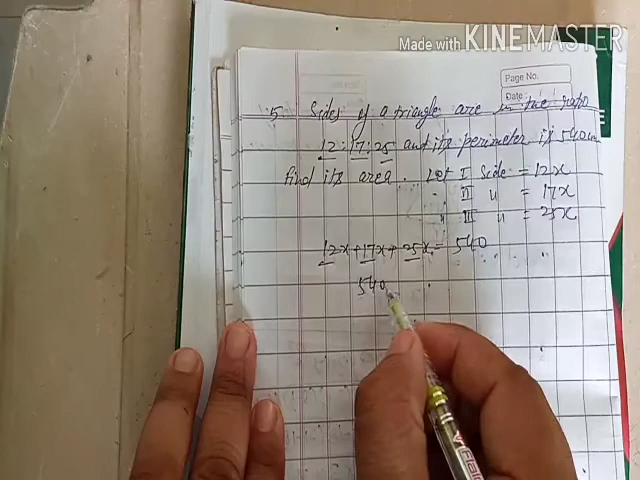 Made with KINEMASTER
Page No.
Date :
5. Sides of a triangle are in the ratio
12 : 17 : 25 and its perimeter is 540cm
find its area. Let I side = 12x
" II " = 17x
" III " = 25x
12x+17x+25x = 540
540